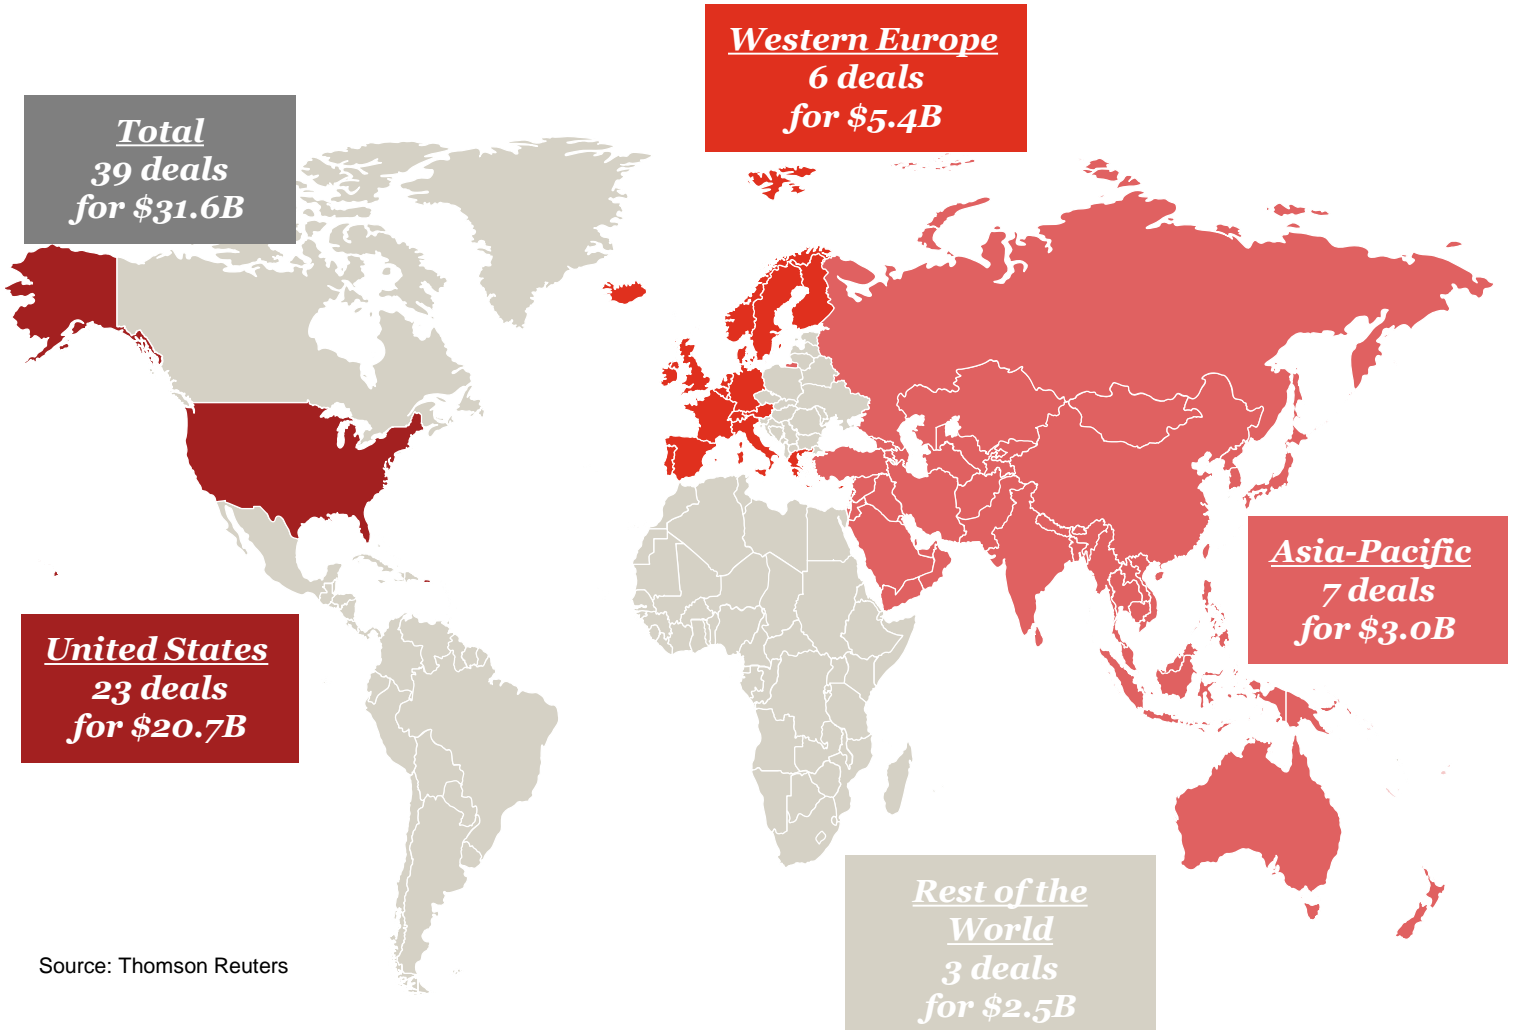 Western Europe
6 deals
for $5.4B
Total
39 deals
for $31.6B
Asia-Pacific
7 deals
for $3.0B
United States
23 deals
for $20.7B
Rest of the
World
3 deals
for $2.5B
Source: Thomson Reuters